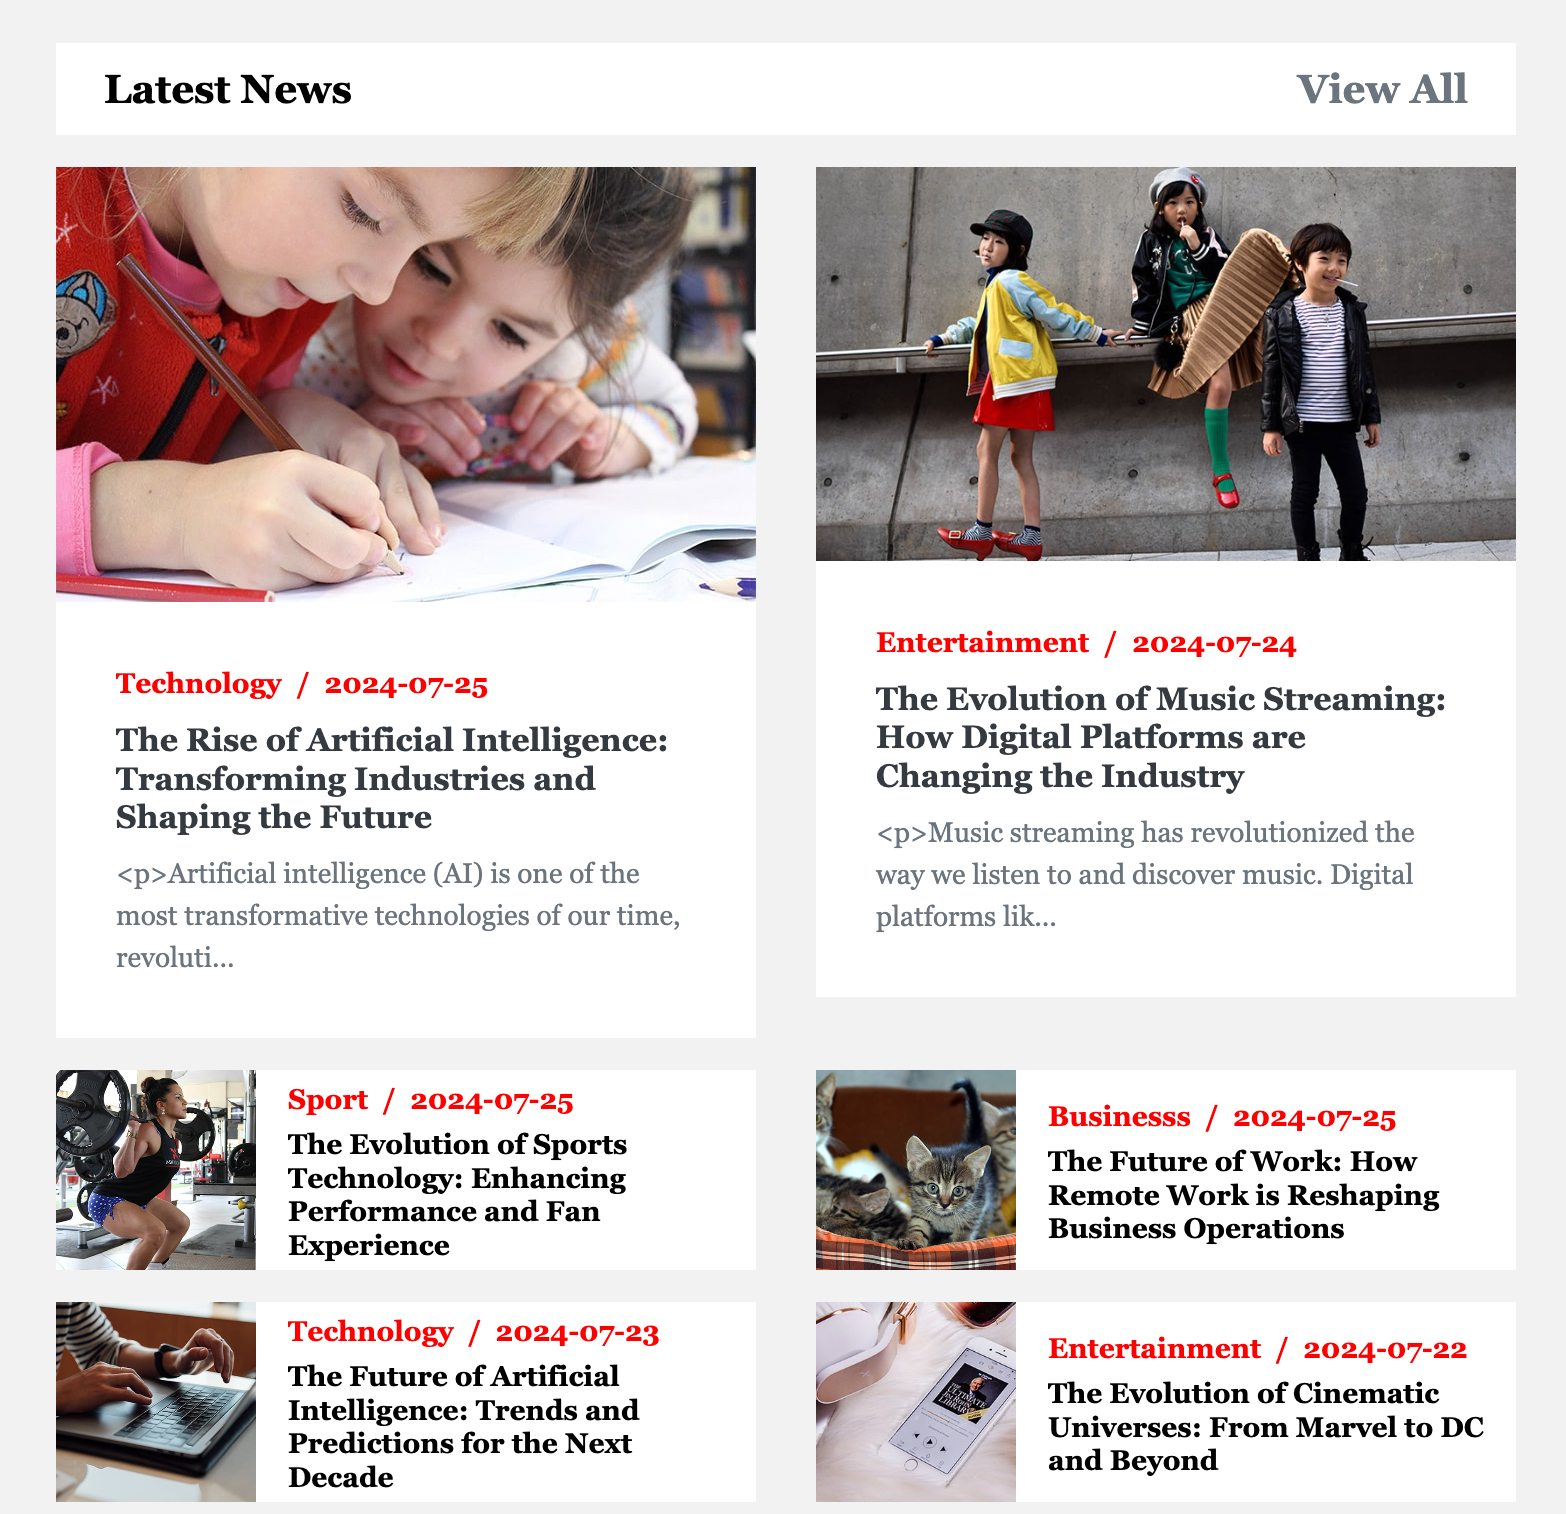 Latest News
View All
Technology / 2024-07-25
The Rise of Artificial Intelligence:
Transforming Industries and
Shaping the Future
<p>Artificial intelligence (AI) is one of the
most transformative technologies of our time,
revoluti...
Entertainment / 2024-07-24
The Evolution of Music Streaming:
How Digital Platforms are
Changing the Industry
<p>Music streaming has revolutionized the
way we listen to and discover music. Digital
platforms lik...
Sport / 2024-07-25
The Evolution of Sports
Technology: Enhancing
Performance and Fan
Experience
Businesss / 2024-07-25
The Future of Work: How
Remote Work is Reshaping
Business Operations
Technology / 2024-07-23
The Future of Artificial
Intelligence: Trends and
Predictions for the Next
Decade
THE
ULTIMATE
JIM ROHN
LIBRARY
Entertainment / 2024-07-22
The Evolution of Cinematic
Universes: From Marvel to DC
and Beyond